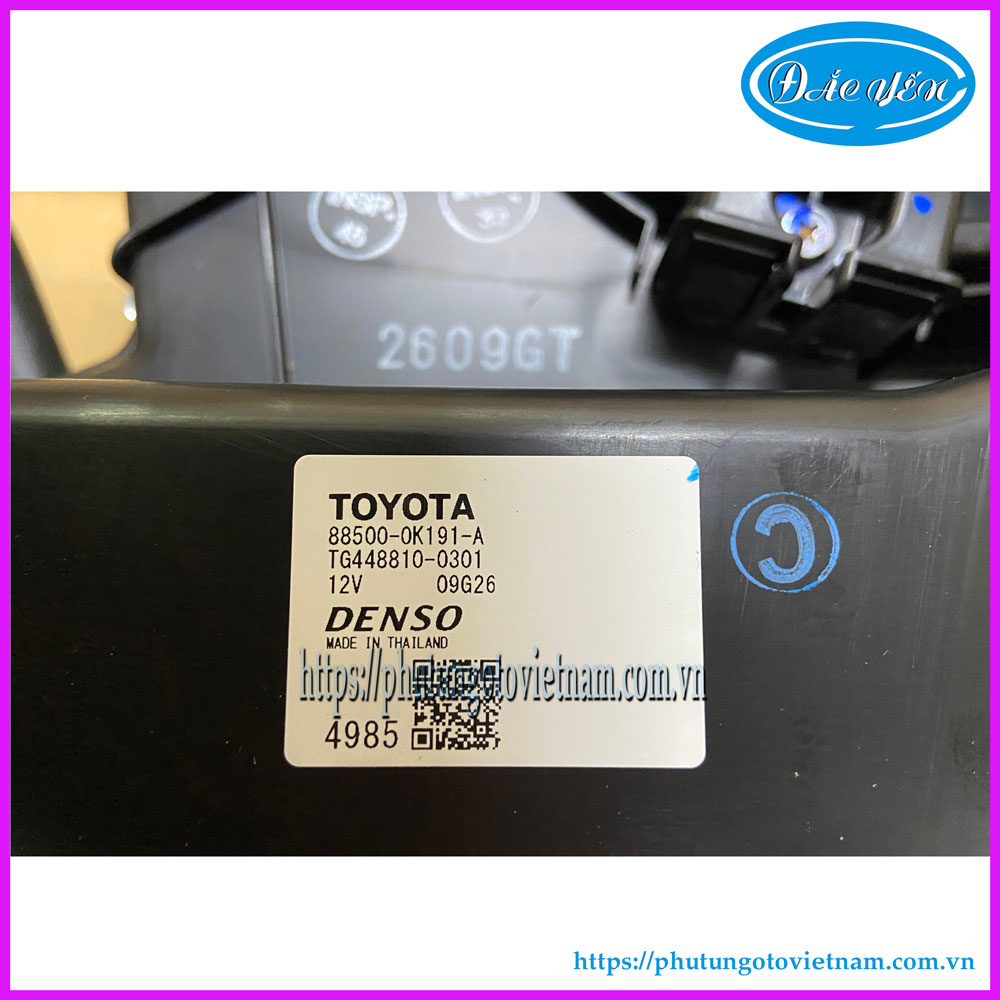 ĐẮC YẾN
2609GT
TOYOTA
88500-0K191-A
TG448810-0301
12V 09G26
DENSO
MADE IN THAILAND
https://phutungotovietnam.com.vn
4985
C
https://phutungotovietnam.com.vn